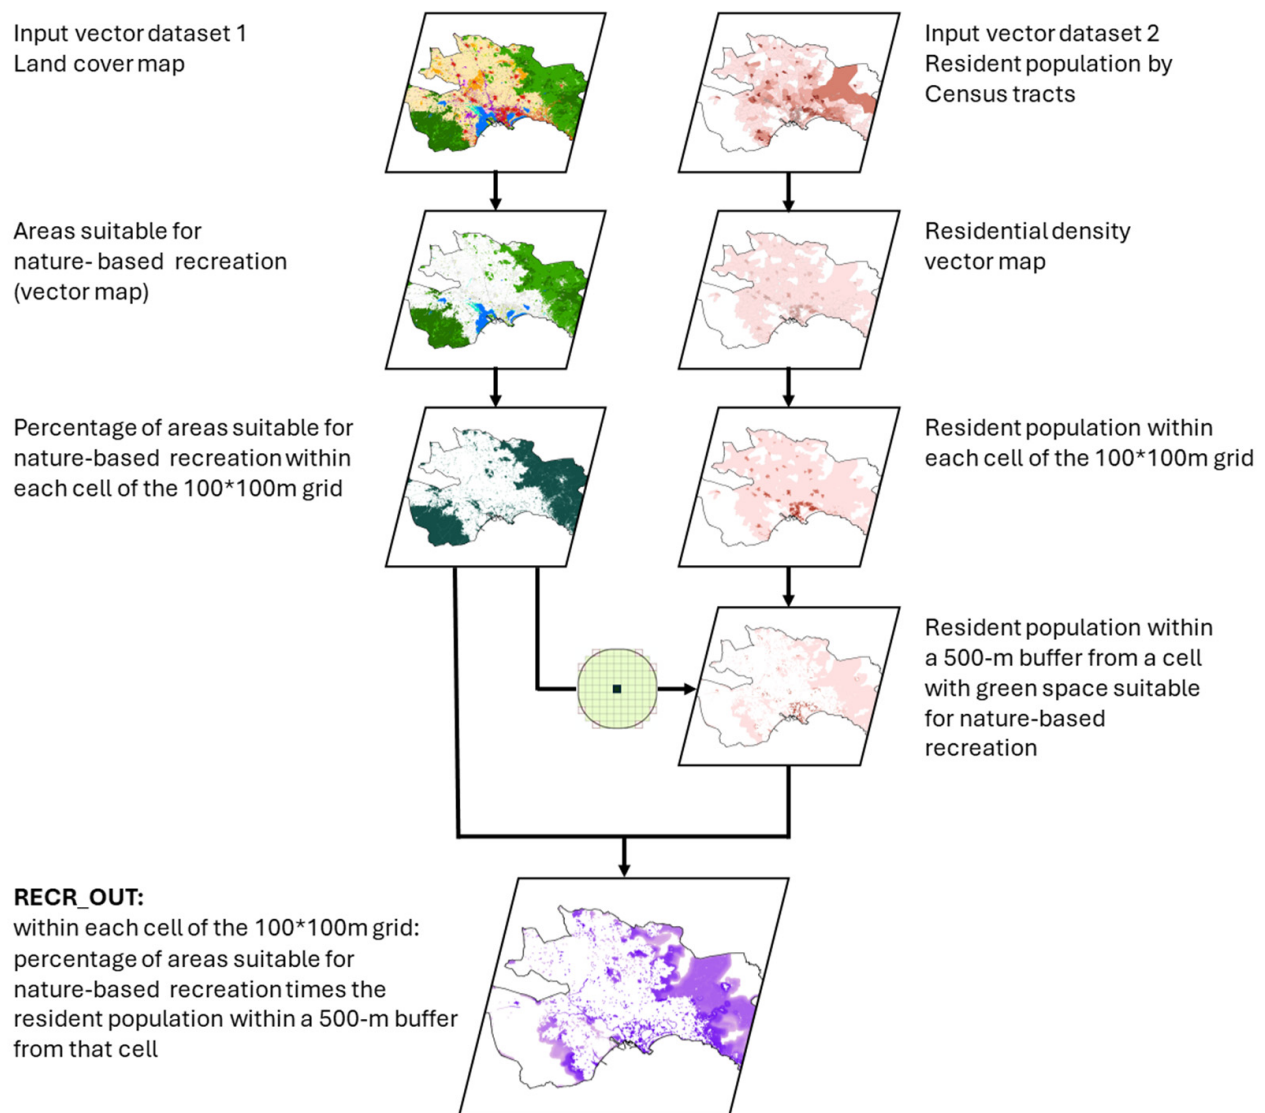 Input vector dataset 1
Land cover map
Input vector dataset 2
Resident population by
Census tracts
Areas suitable for
nature- based recreation
(vector map)
Residential density
vector map
Percentage of areas suitable for
nature-based recreation within
each cell of the 100*100m grid
Resident population within
each cell of the 100*100m grid
Resident population within
a 500-m buffer from a cell
with green space suitable
for nature-based
recreation
RECR_OUT:
within each cell of the 100*100m grid:
percentage of areas suitable for
nature-based recreation times the
resident population within a 500-m buffer
from that cell